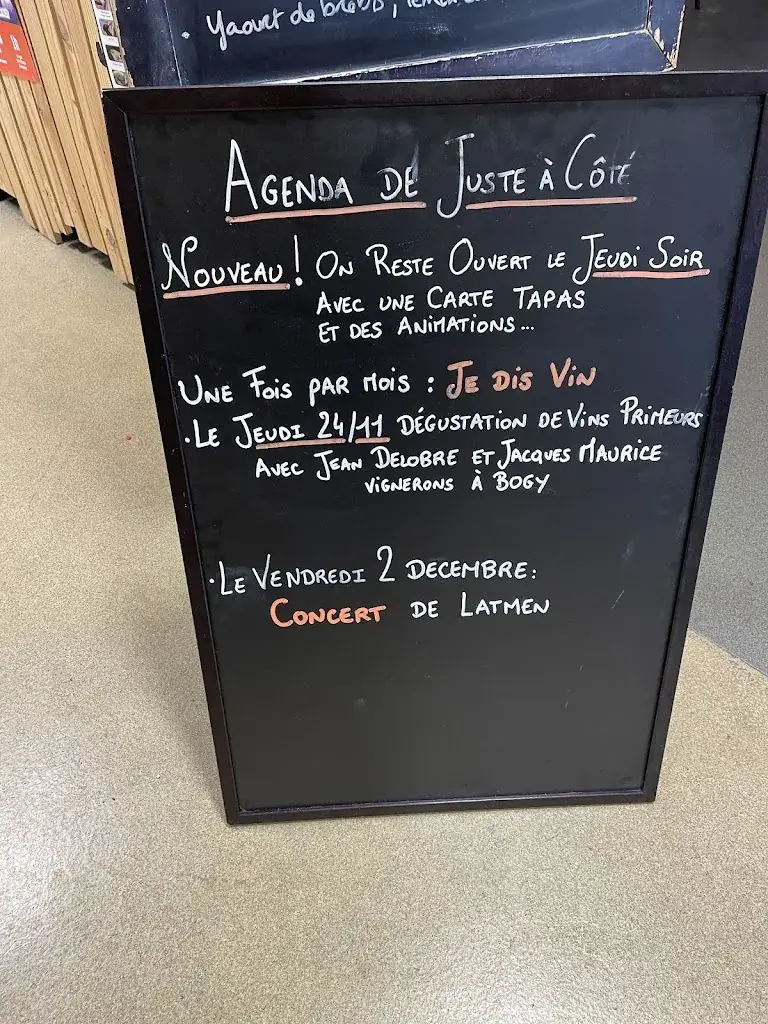 . Yaourt de brebis,
AGENDA DE JUSTE À CÔTÉ
NOUVEAU! ON RESTE OUVERT LE JEUDI SOIR
AVEC UNE CARTE TAPAS
ET DES ANIMATIONS...
UNE FOIS PAR MOIS : JE DIS VIN
. LE JEUDI 24/11 DÉGUSTATION DE VINS PRIMEURS
AVEC JEAN DELOBRE ET JACQUES MAURICE
VIGNERONS À BOGY
. LE VENDREDI 2 DECEMBRE :
CONCERT DE LATMEN